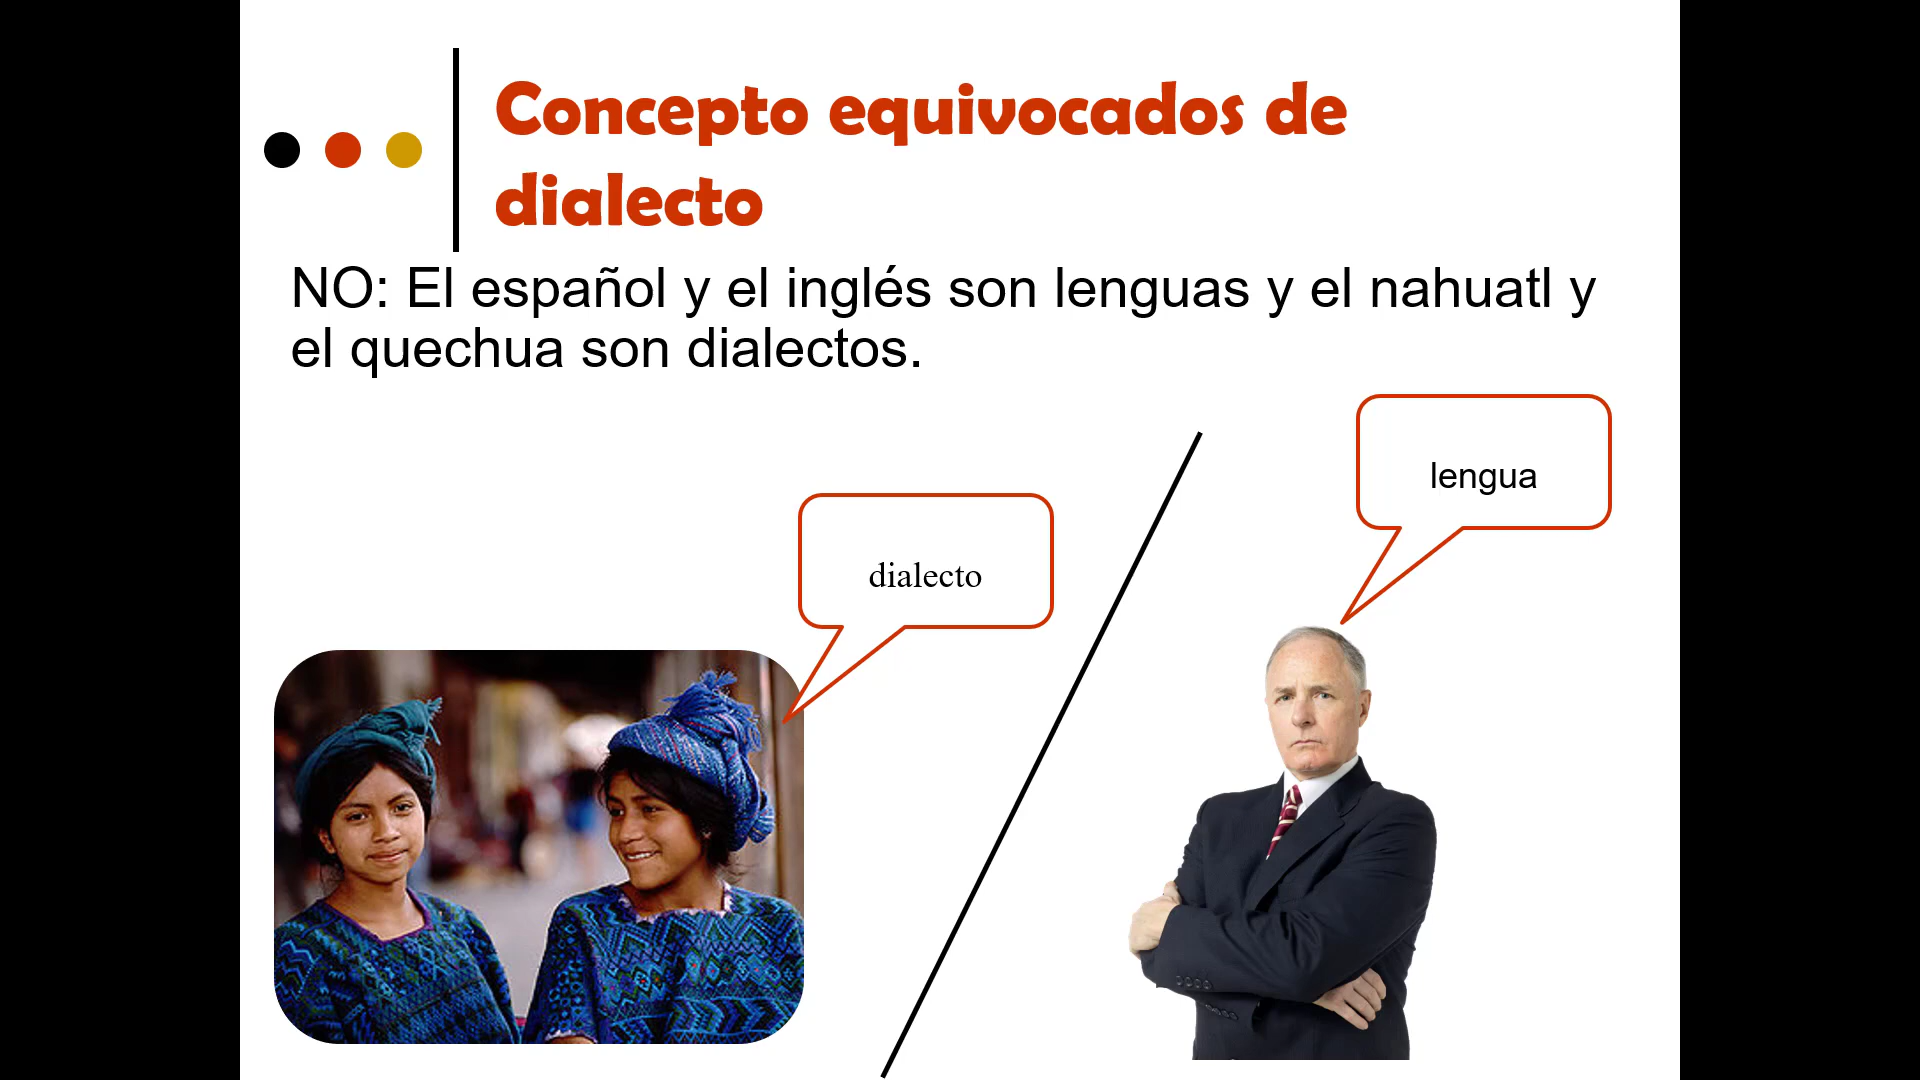 Concepto equivocados de
dialecto
NO: El español y el inglés son lenguas y el nahuatl y
el quechua son dialectos.
lengua
dialecto